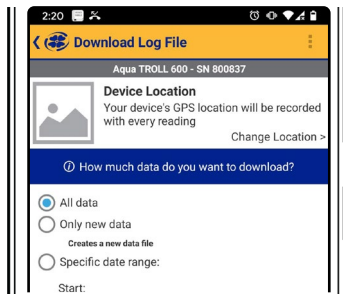 2:20
Download Log File
Aqua TROLL 600 - SN 800837
Device Location
Your device's GPS location will be recorded
with every reading
Change Location >
How much data do you want to download?
All data
Only new data
Creates a new data file
Specific date range:
Start: